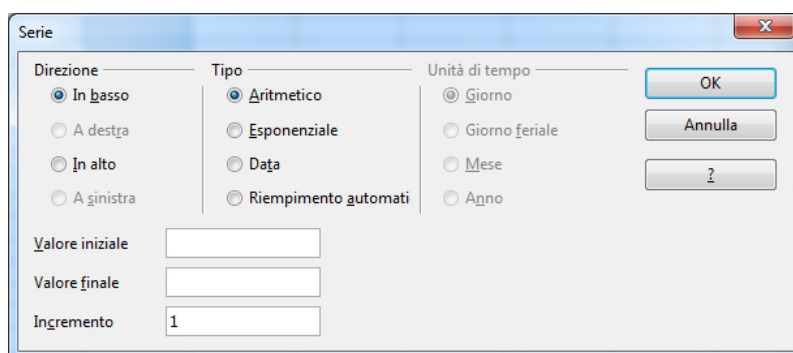 Serie
Direzione
In basso
A destra
In alto
A sinistra
Tipo
Aritmetico
Esponenziale
Data
Riempimento automati
Unità di tempo
Giorno
Giorno feriale
Mese
Anno
OK
Annulla
?
Valore iniziale
Valore finale
Incremento 1